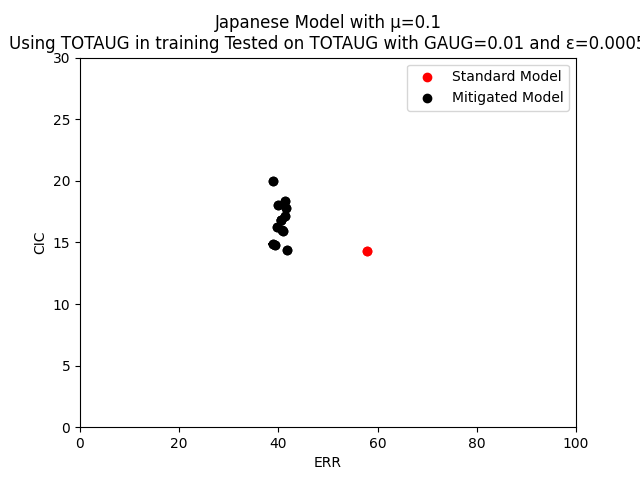 Japanese Model with μ=0.1
Using TOTAUG in training Tested on TOTAUG with GAUG=0.01 and ε=0.0005
Standard Model
Mitigated Model
30
25
20
15
10
5
0
CIC
0 20 40 60 80 100
ERR